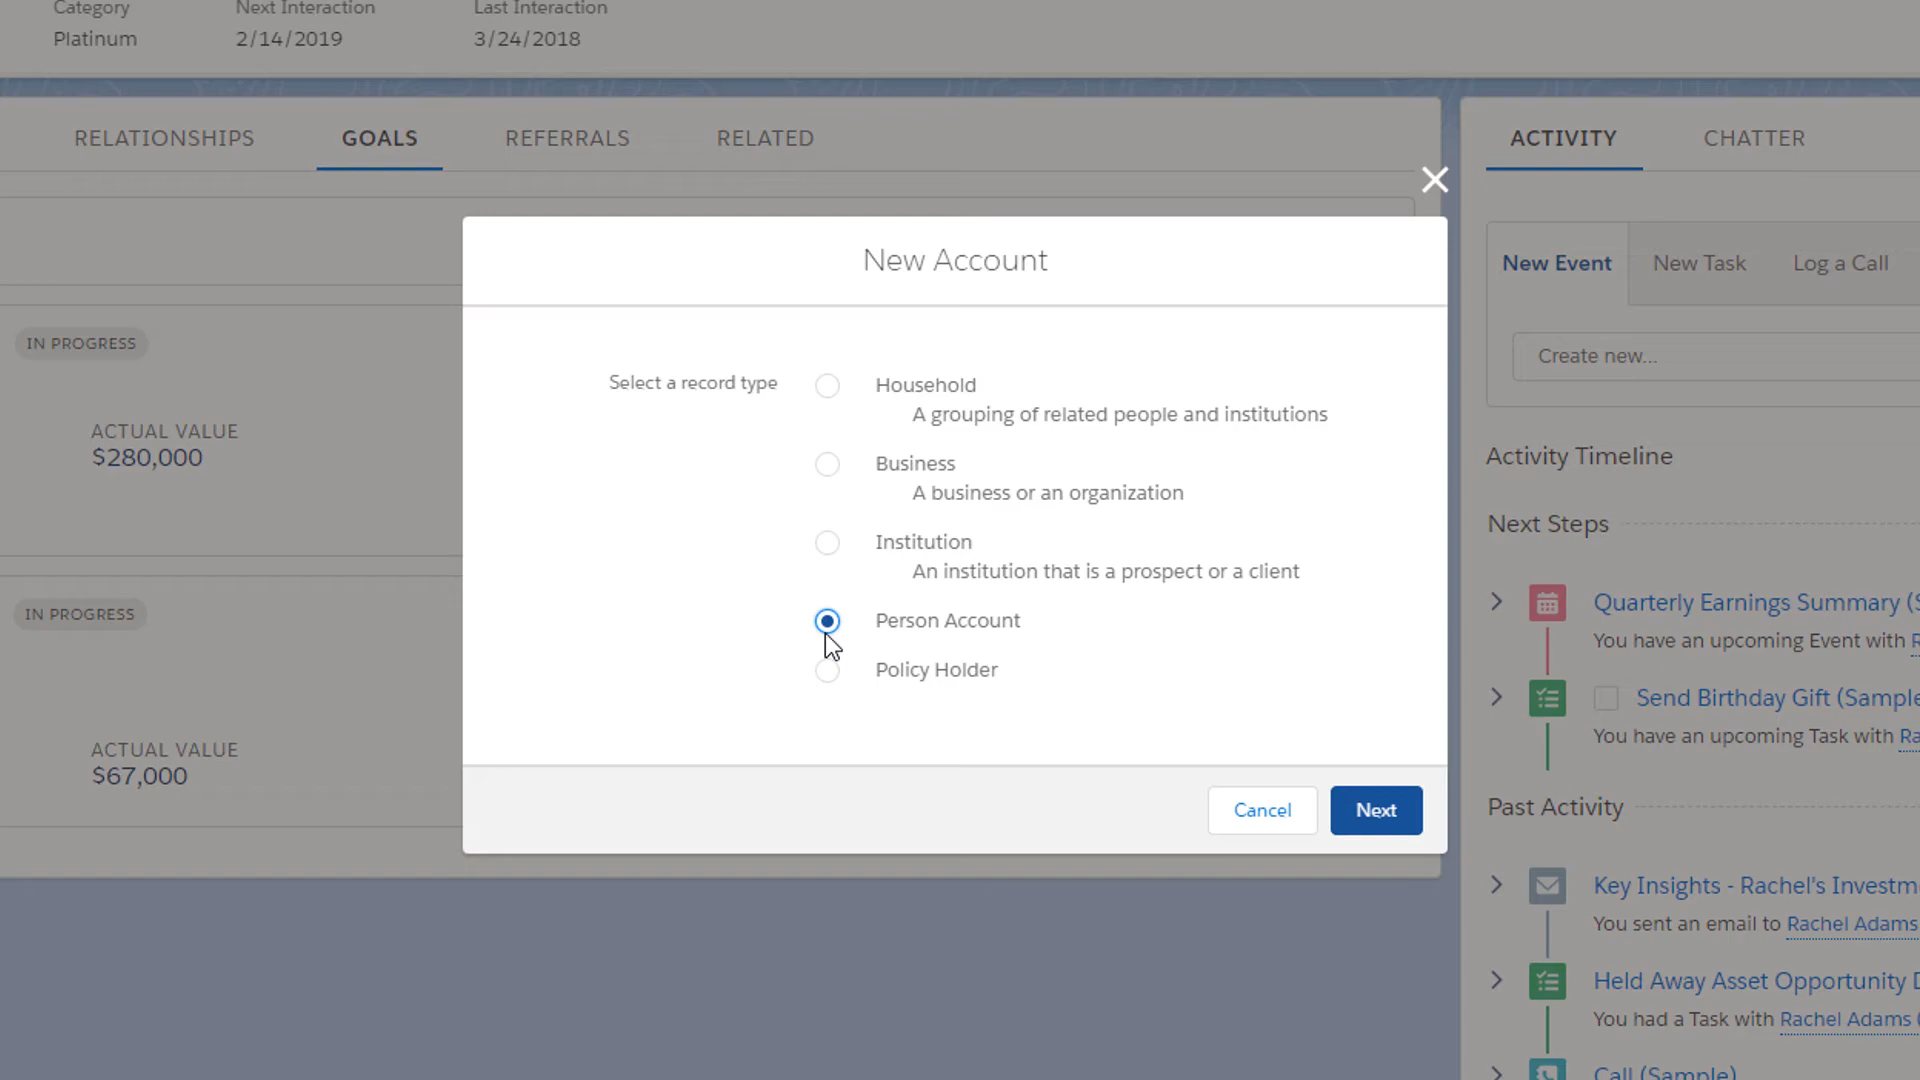 Category Next Interaction Last Interaction
Platinum 2/14/2019 3/24/2018
RELATIONSHIPS GOALS REFERRALS RELATED
IN PROGRESS
ACTUAL VALUE
$280,000
IN PROGRESS
ACTUAL VALUE
$67,000
New Account
Select a record type
Household
A grouping of related people and institutions
Business
A business or an organization
Institution
An institution that is a prospect or a client
Person Account
Policy Holder
Cancel Next
ACTIVITY CHATTER
New Event New Task Log a Call
Create new...
Activity Timeline
Next Steps
Quarterly Earnings Summary (S
You have an upcoming Event with R
Send Birthday Gift (Sample
You have an upcoming Task with Ra
Past Activity
Key Insights - Rachel's Investm
You sent an email to Rachel Adams
Held Away Asset Opportunity D
You had a Task with Rachel Adams (
Call (Sample)